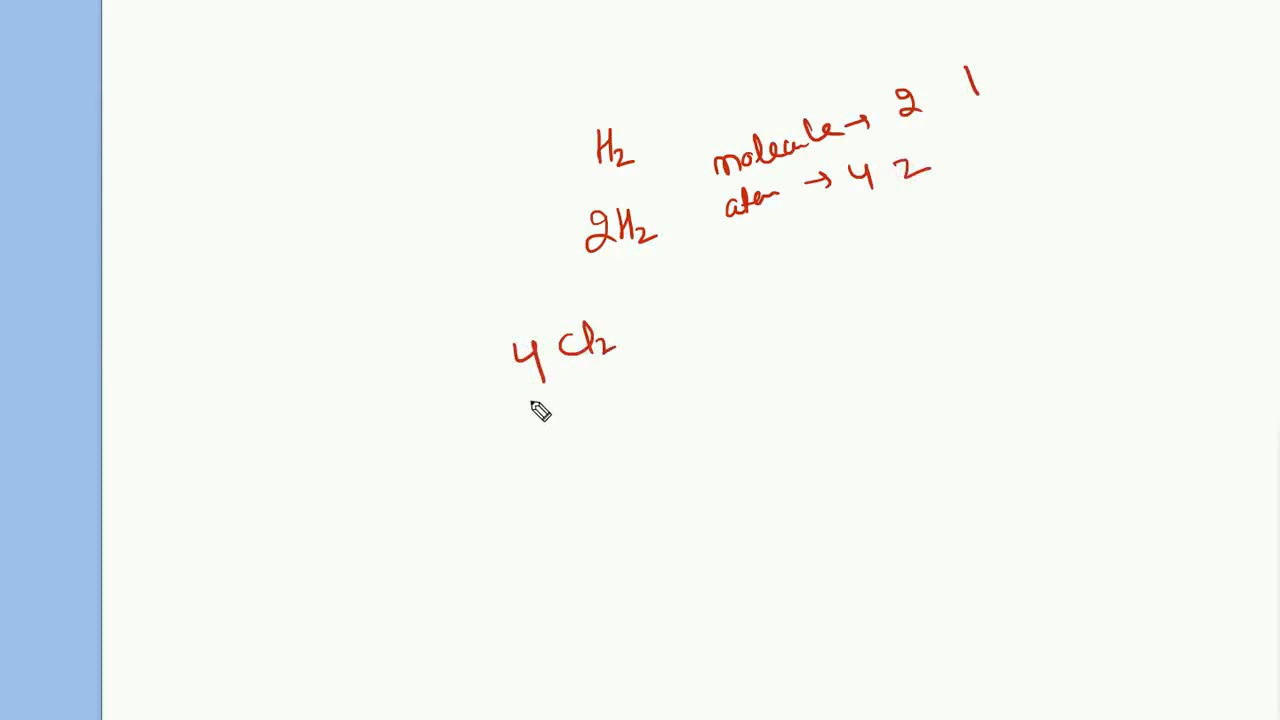 H₂ molecule → 2 1
atom → 4 2
2H₂
4 Cl₂